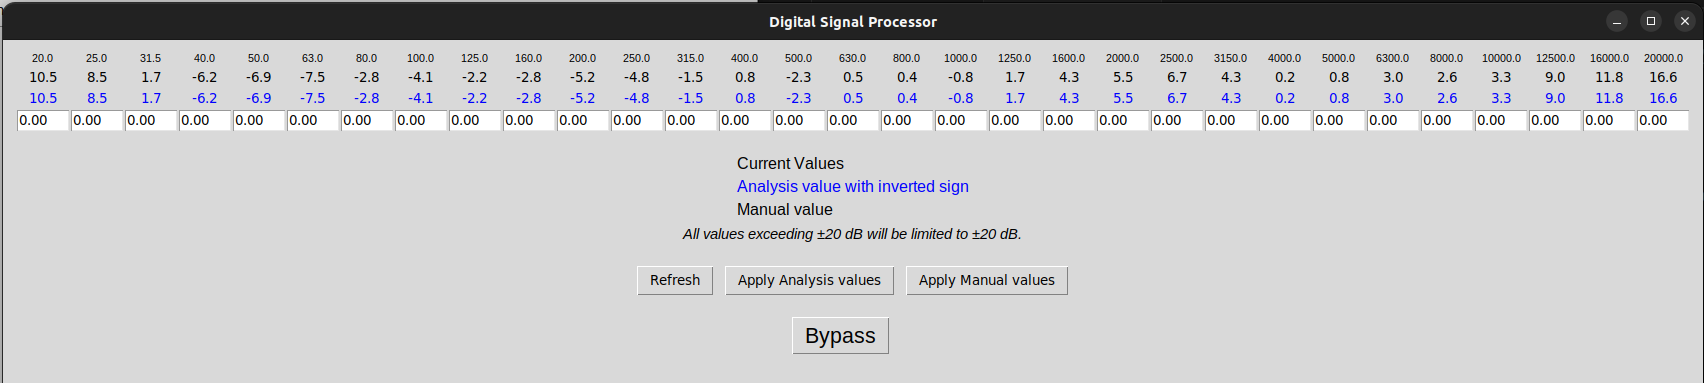 Digital Signal Processor
20.0 25.0 31.5 40.0 50.0 63.0 80.0 100.0 125.0 160.0 200.0 250.0 315.0 400.0 500.0 630.0 800.0 1000.0 1250.0 1600.0 2000.0 2500.0 3150.0 4000.0 5000.0 6300.0 8000.0 10000.0 12500.0 16000.0 20000.0
10.5 8.5 1.7 -6.2 -6.9 -7.5 -2.8 -4.1 -2.2 -2.8 -5.2 -4.8 -1.5 0.8 -2.3 0.5 0.4 -0.8 1.7 4.3 5.5 6.7 4.3 0.2 0.8 3.0 2.6 3.3 9.0 11.8 16.6
10.5 8.5 1.7 -6.2 -6.9 -7.5 -2.8 -4.1 -2.2 -2.8 -5.2 -4.8 -1.5 0.8 -2.3 0.5 0.4 -0.8 1.7 4.3 5.5 6.7 4.3 0.2 0.8 3.0 2.6 3.3 9.0 11.8 16.6
0.00 0.00 0.00 0.00 0.00 0.00 0.00 0.00 0.00 0.00 0.00 0.00 0.00 0.00 0.00 0.00 0.00 0.00 0.00 0.00 0.00 0.00 0.00 0.00 0.00 0.00 0.00 0.00 0.00 0.00 0.00
Current Values
Analysis value with inverted sign
Manual value
All values exceeding ±20 dB will be limited to ±20 dB.
Refresh Apply Analysis values Apply Manual values
Bypass